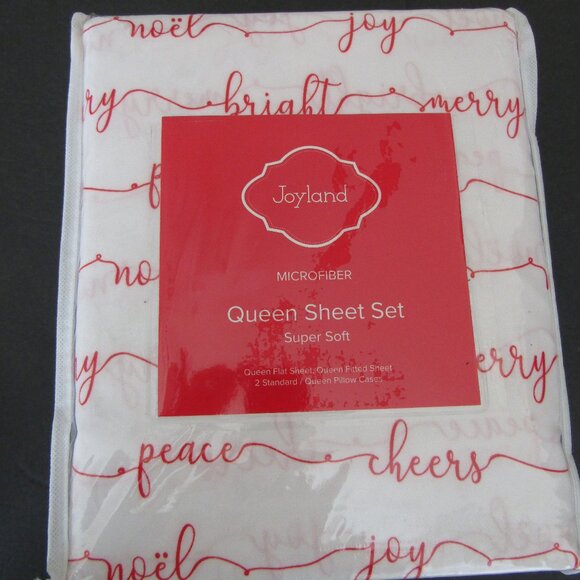 noël joy
bright merry
Joyland
MICROFIBER
Queen Sheet Set
Super Soft
Queen Flat Sheet, Queen Fitted Sheet
2 Standard / Queen Pillow Cases
peace cheers
noël joy